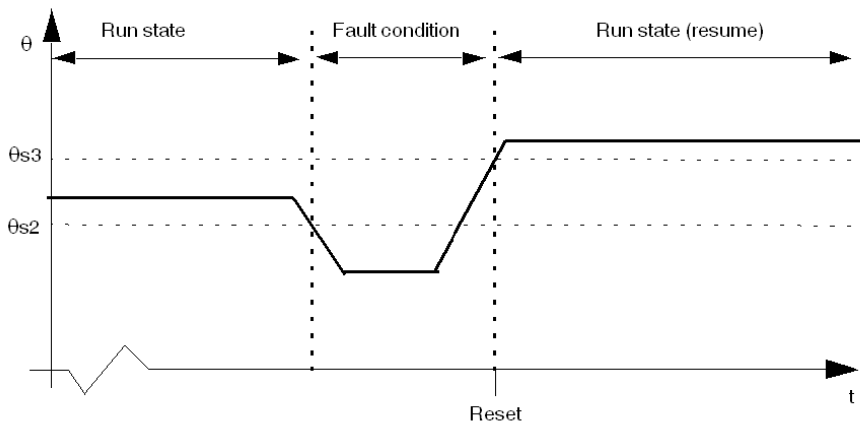 Run state
Fault condition
Run state (resume)
θ
θs3
θs2
t
Reset